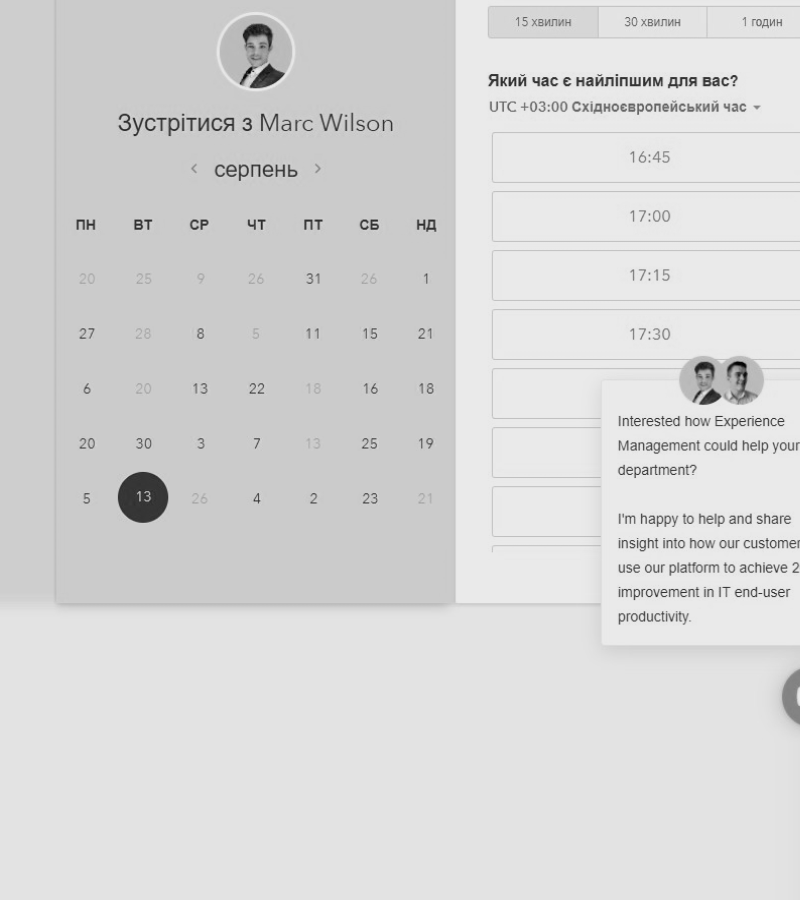 Зустрітися з Marc Wilson
серпень
ПН ВТ СР ЧТ ПТ СБ НД
20 25 9 26 31 26 1
27 28 8 5 11 15 21
6 20 13 22 18 16 18
20 30 3 7 13 25 19
5 13 26 4 2 23 21
15 хвилин 30 хвилин 1 годин
Який час є найліпшим для вас?
UTC +03:00 Східноєвропейський час
16:45
17:00
17:15
17:30
Interested how Experience
Management could help your
department?
I'm happy to help and share
insight into how our customer
use our platform to achieve 2
improvement in IT end-user
productivity.